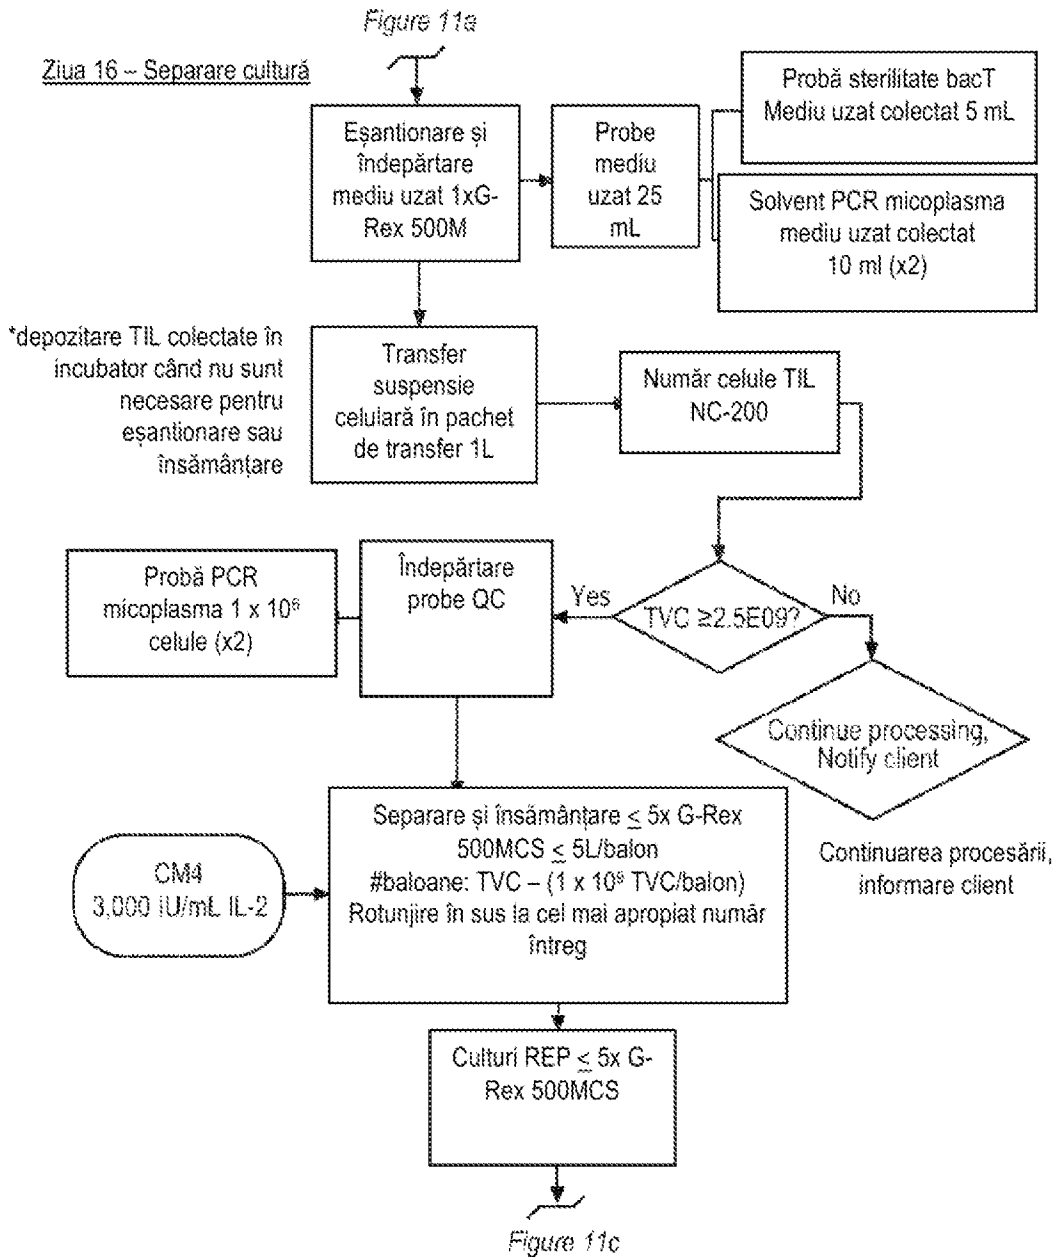 Figure 11a
Ziua 16 – Separare cultură
Eșantionare și
îndepărtare
mediu uzat 1xG-
Rex 500M
Probe
mediu
uzat 25
mL
Probă sterilitate bacT
Mediu uzat colectat 5 mL
Solvent PCR micoplasma
mediu uzat colectat
10 ml (x2)
*depozitare TIL colectate în
incubator când nu sunt
necesare pentru
eșantionare sau
însămânțare
Transfer
suspensie
celulară în pachet
de transfer 1L
Număr celule TIL
NC-200
Probă PCR
micoplasma 1 x 10⁶
celule (x2)
Îndepărtare
probe QC
Yes
TVC ≥2.5E09?
No
Continue processing,
Notify client
Continuarea procesării,
informare client
CM4
3,000 IU/mL IL-2
Separare și însămânțare ≤ 5x G-Rex
500MCS ≤ 5L/balon
#baloane: TVC – (1 x 10⁹ TVC/balon)
Rotunjire în sus la cel mai apropiat număr
întreg
Culturi REP ≤ 5x G-
Rex 500MCS
Figure 11c